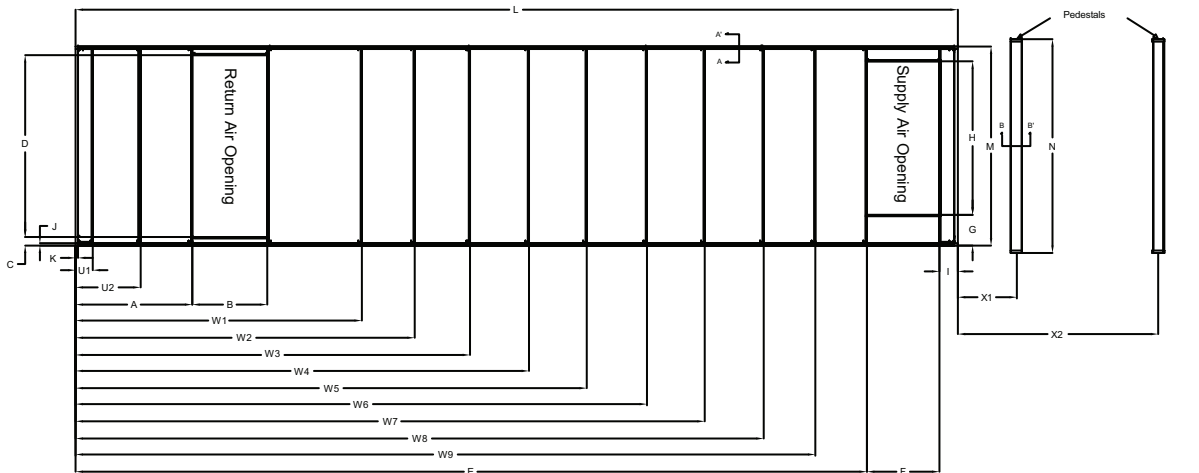 L
Pedestals
A'
A
Return Air Opening
Supply Air Opening
D
H
M
B
B'
N
J
C
K
G
U1
I
U2
X1
A
B
W1
W2
X2
W3
W4
W5
W6
W7
W8
W9
E
F